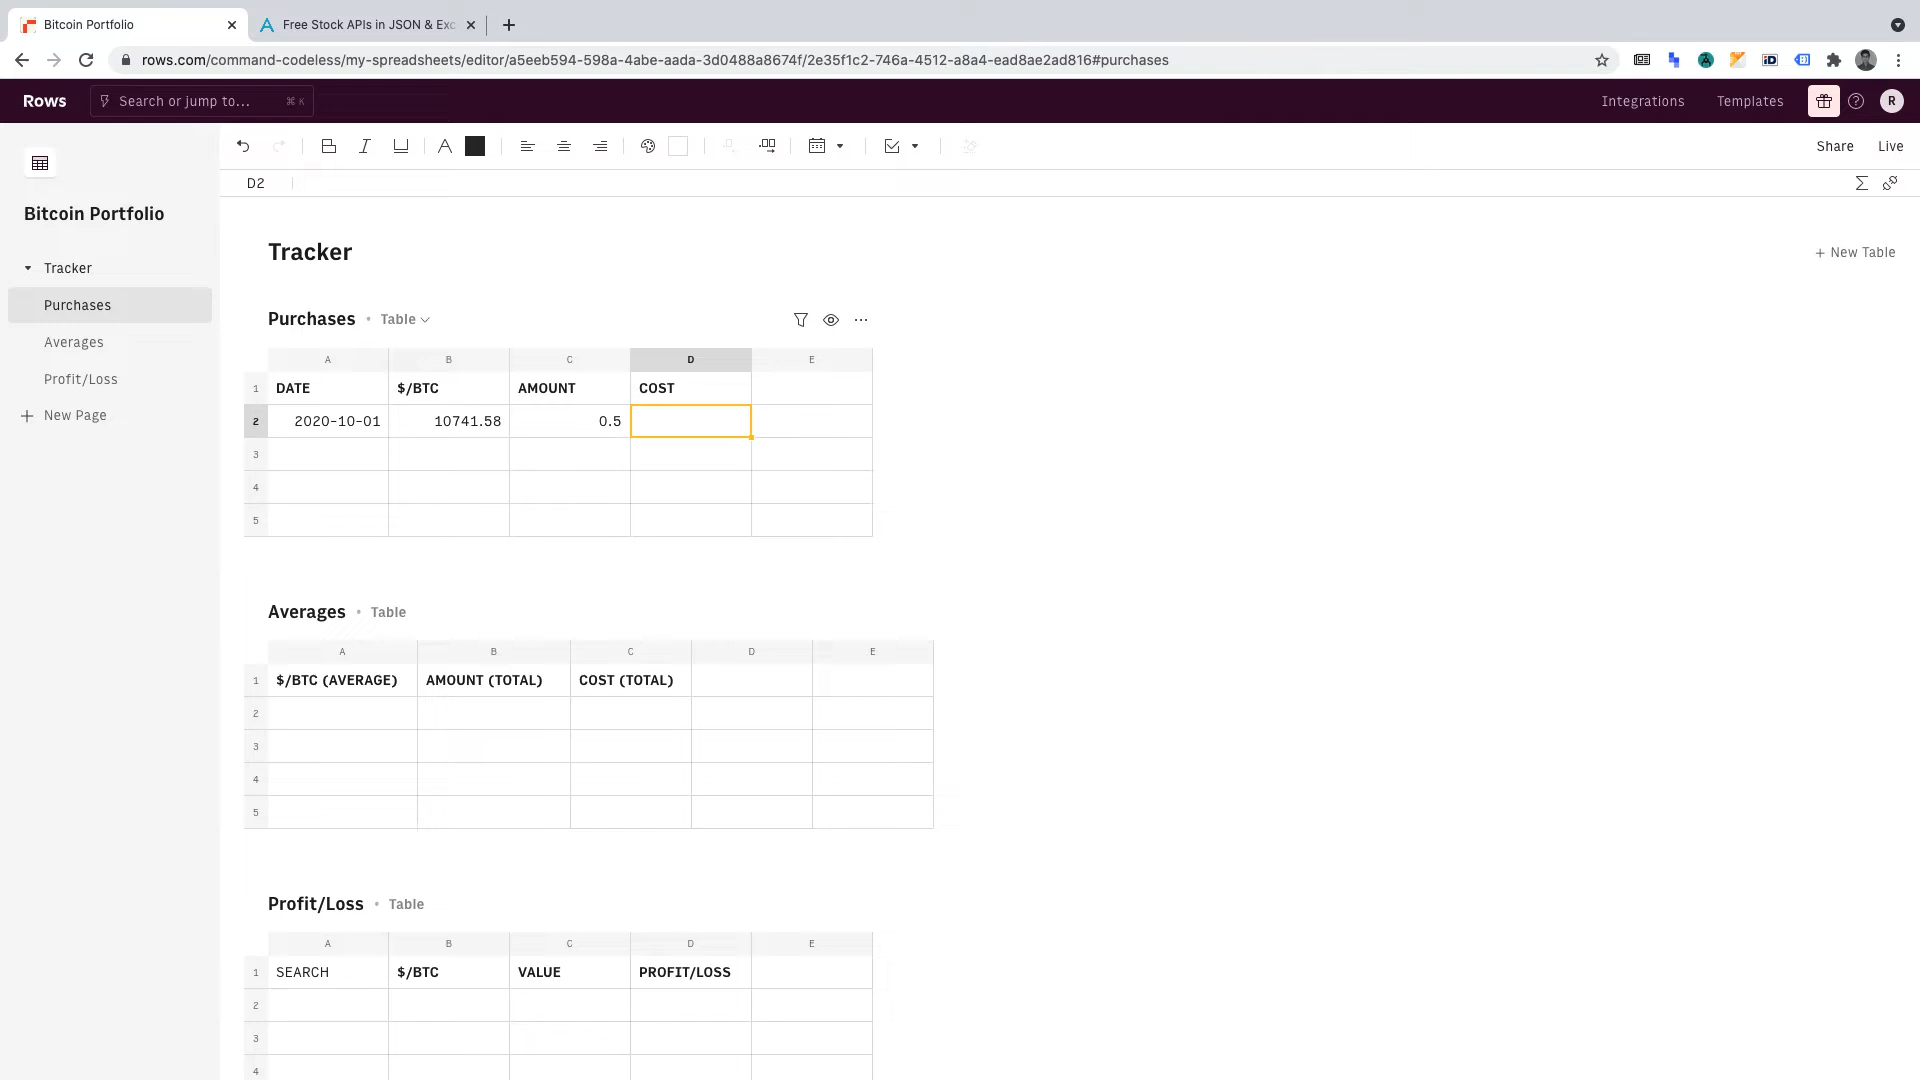 Bitcoin Portfolio
Free Stock APIs in JSON & Exc
rows.com/command-codeless/my-spreadsheets/editor/a5eeb594-598a-4abe-aada-3d0488a8674f/2e35f1c2-746a-4512-a8a4-ead8ae2ad816#purchases
Rows
Search or jump to... ⌘ K
Integrations
Templates
R
Share
Live
D2
Bitcoin Portfolio
Tracker
Purchases
Averages
Profit/Loss
New Page
Tracker
+ New Table
Purchases • Table
A B C D E
1 DATE $/BTC AMOUNT COST
2 2020-10-01 10741.58 0.5
3
4
5
Averages • Table
A B C D E
1 $/BTC (AVERAGE) AMOUNT (TOTAL) COST (TOTAL)
2
3
4
5
Profit/Loss • Table
A B C D E
1 SEARCH $/BTC VALUE PROFIT/LOSS
2
3
4